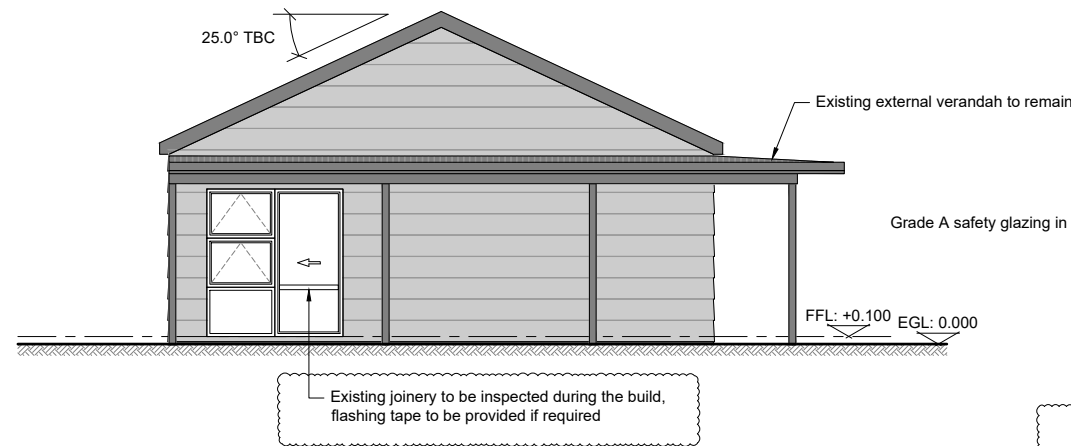 25.0° TBC
Existing external verandah to remain
Grade A safety glazing in
FFL: +0.100
EGL: 0.000
Existing joinery to be inspected during the build,
flashing tape to be provided if required